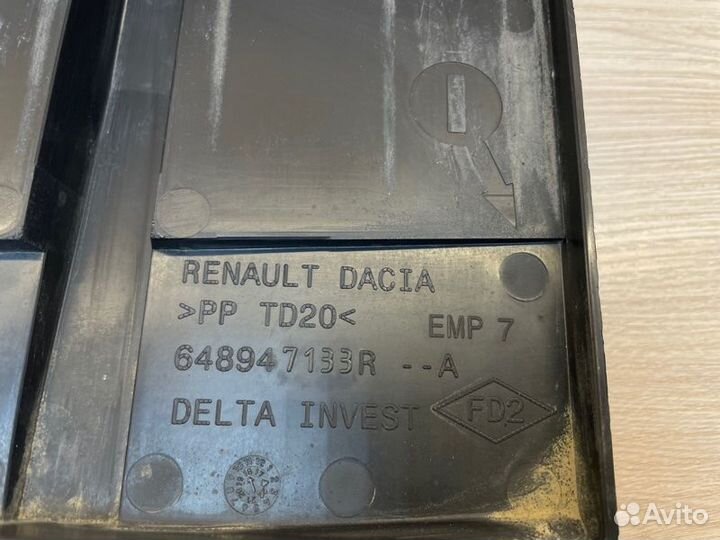 RENAULT DACIA
>PP TD20<
EMP 7
648947133R --A
DELTA INVEST
FD2
Avito